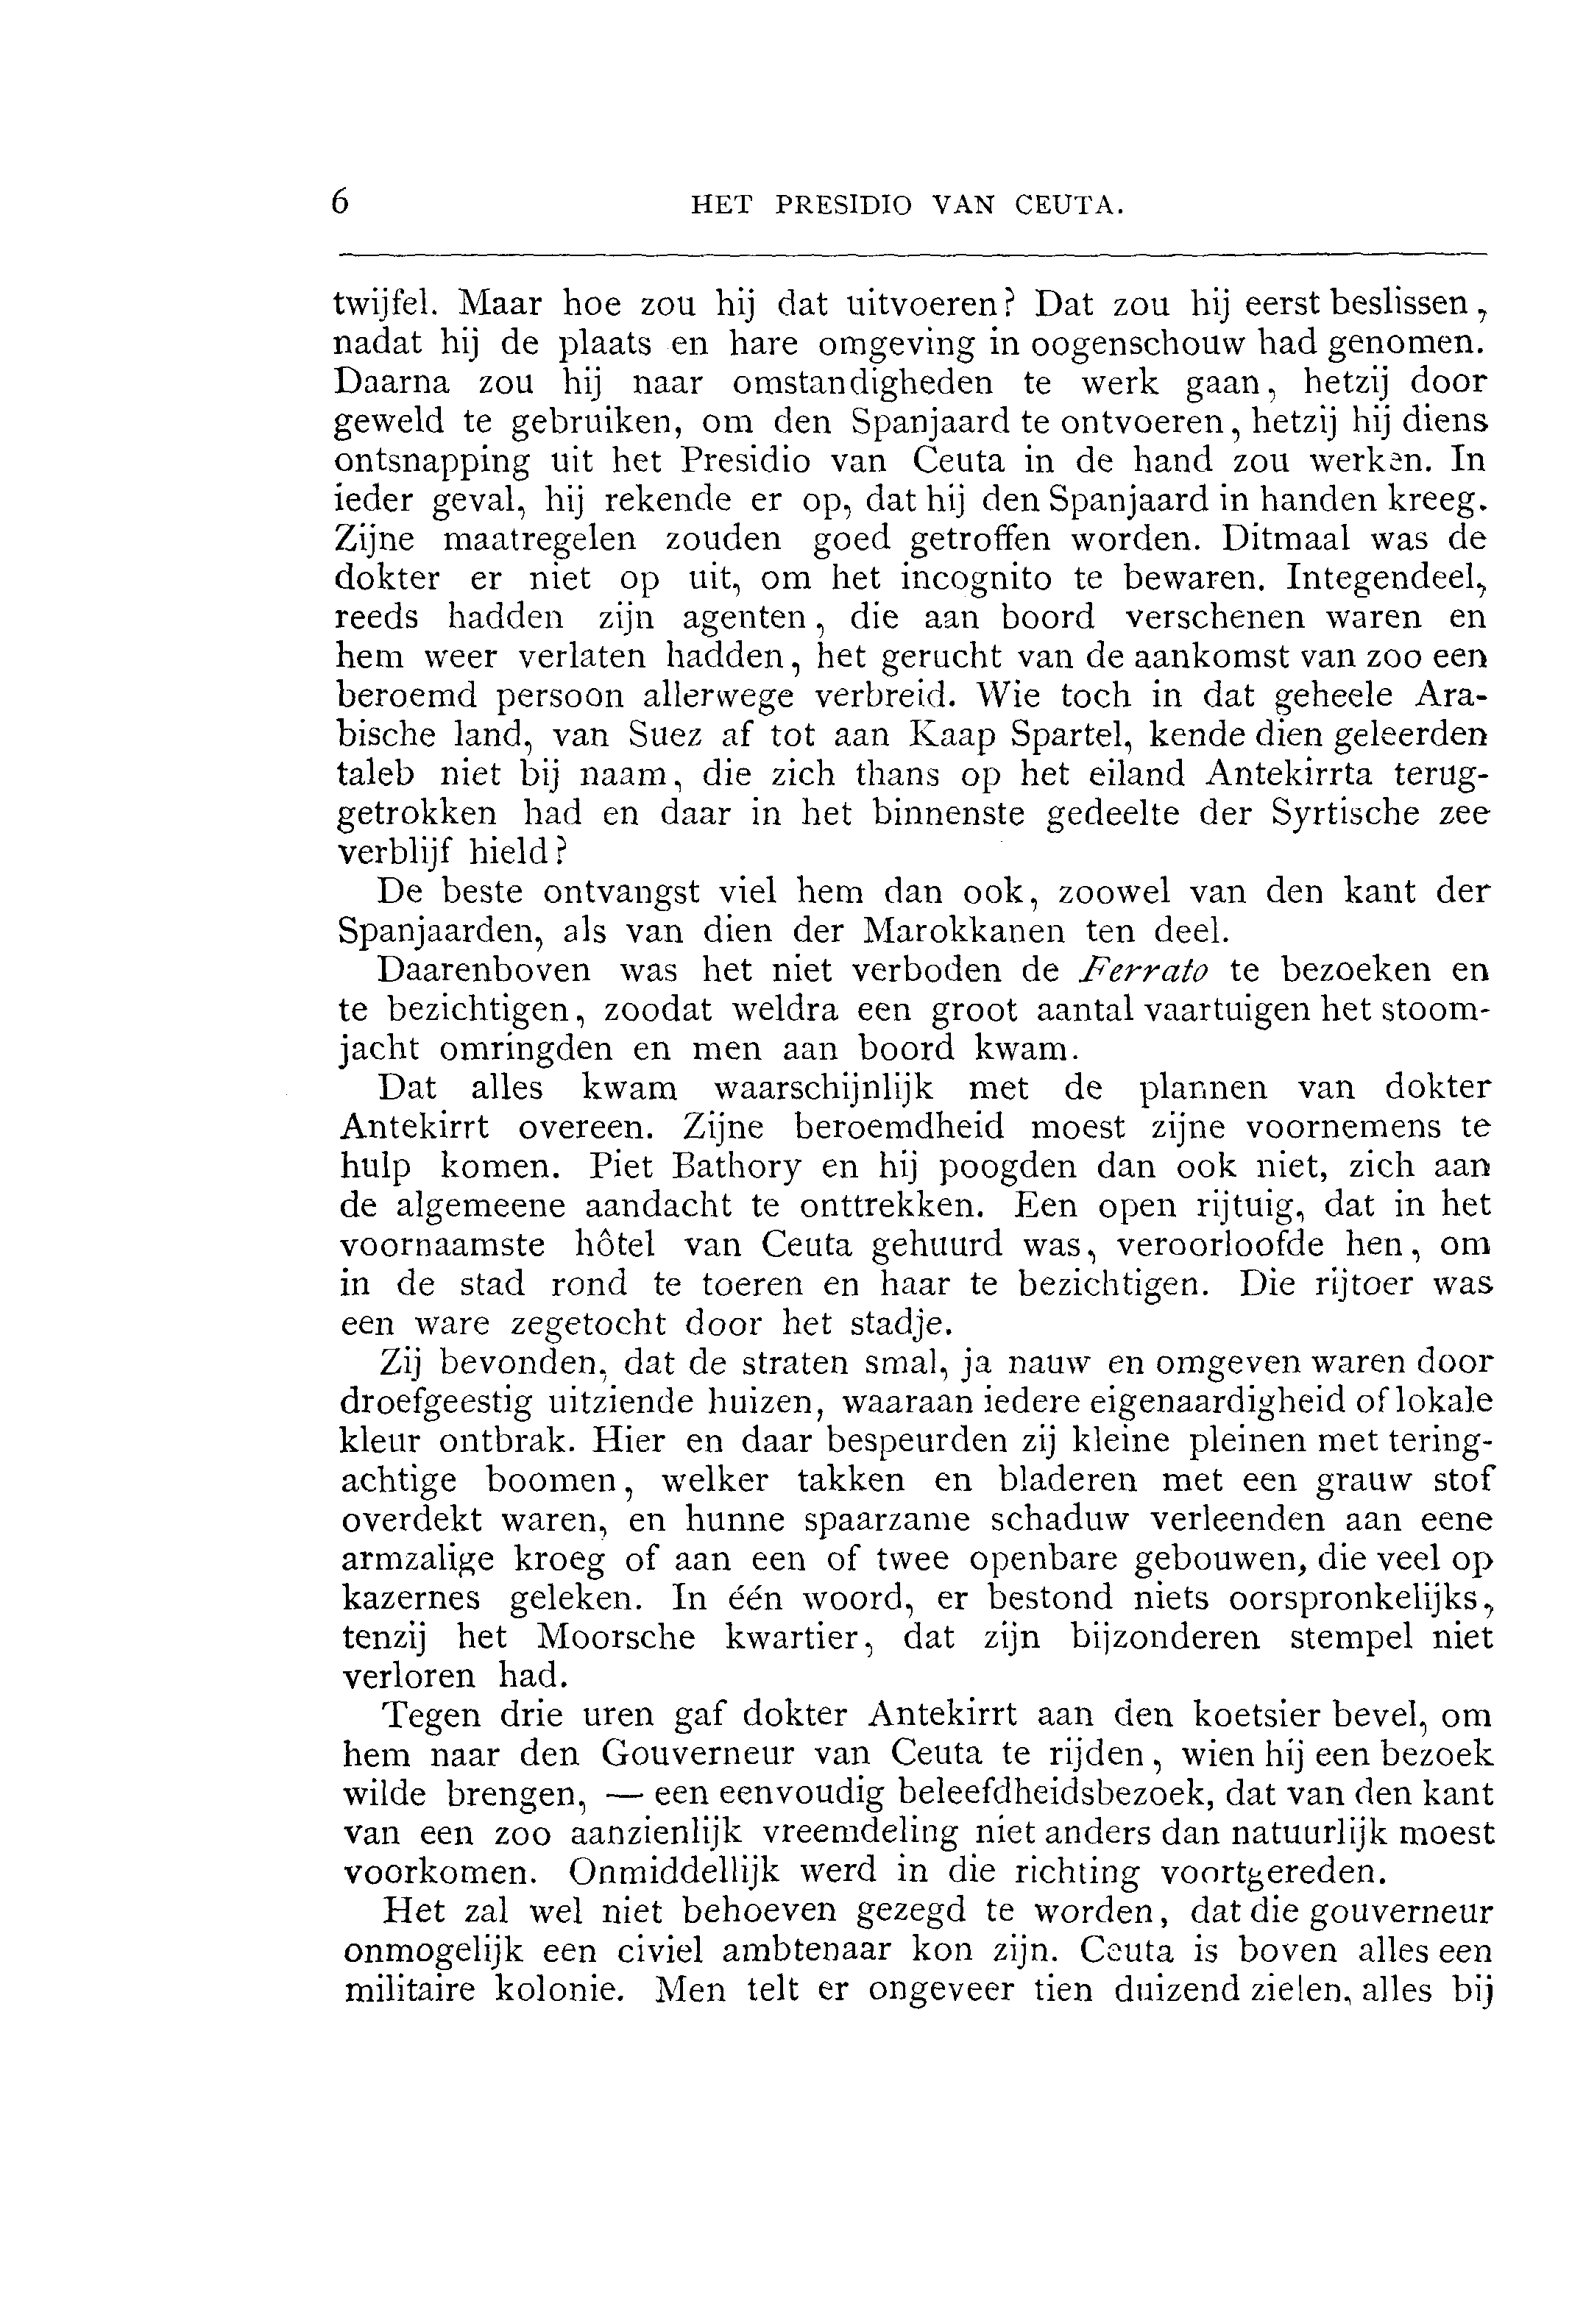 6 HET PRESIDIO VAN CEUTA.
twijfel. Maar hoe zou hij dat uitvoeren? Dat zou hij eerst beslissen,
nadat hij de plaats en hare omgeving in oogenschouw had genomen.
Daarna zou hij naar omstandigheden te werk gaan, hetzij door
geweld te gebruiken, om den Spanjaard te ontvoeren, hetzij hij diens
ontsnapping uit het Presidio van Ceuta in de hand zou werken. In
ieder geval, hij rekende er op, dat hij den Spanjaard in handen kreeg.
Zijne maatregelen zouden goed getroffen worden. Ditmaal was de
dokter er niet op uit, om het incognito te bewaren. Integendeel,
reeds hadden zijn agenten, die aan boord verschenen waren en
hem weer verlaten hadden, het gerucht van de aankomst van zoo een
beroemd persoon allerwege verbreid. Wie toch in dat geheele Ara-
bische land, van Suez af tot aan Kaap Spartel, kende dien geleerden
taleb niet bij naam, die zich thans op het eiland Antekirrta terug-
getrokken had en daar in het binnenste gedeelte der Syrtische zee
verblijf hield?
De beste ontvangst viel hem dan ook, zoowel van den kant der
Spanjaarden, als van dien der Marokkanen ten deel.
Daarenboven was het niet verboden de Ferrato te bezoeken en
te bezichtigen, zoodat weldra een groot aantal vaartuigen het stoom-
jacht omringden en men aan boord kwam.
Dat alles kwam waarschijnlijk met de plannen van dokter
Antekirrt overeen. Zijne beroemdheid moest zijne voornemens te
hulp komen. Piet Bathory en hij poogden dan ook niet, zich aan
de algemeene aandacht te onttrekken. Een open rijtuig, dat in het
voornaamste hôtel van Ceuta gehuurd was, veroorloofde hen, om
in de stad rond te toeren en haar te bezichtigen. Die rijtoer was
een ware zegetocht door het stadje.
Zij bevonden, dat de straten smal, ja nauw en omgeven waren door
droefgeestig uitziende huizen, waaraan iedere eigenaardigheid of lokale
kleur ontbrak. Hier en daar bespeurden zij kleine pleinen met tering-
achtige boomen, welker takken en bladeren met een grauw stof
overdekt waren, en hunne spaarzame schaduw verleenden aan eene
armzalige kroeg of aan een of twee openbare gebouwen, die veel op
kazernes geleken. In één woord, er bestond niets oorspronkelijks,
tenzij het Moorsche kwartier, dat zijn bijzonderen stempel niet
verloren had.
Tegen drie uren gaf dokter Antekirrt aan den koetsier bevel, om
hem naar den Gouverneur van Ceuta te rijden, wien hij een bezoek
wilde brengen, — een eenvoudig beleefdheidsbezoek, dat van den kant
van een zoo aanzienlijk vreemdeling niet anders dan natuurlijk moest
voorkomen. Onmiddellijk werd in die richting voortgereden.
Het zal wel niet behoeven gezegd te worden, dat die gouverneur
onmogelijk een civiel ambtenaar kon zijn. Ceuta is boven alles een
militaire kolonie. Men telt er ongeveer tien duizend zielen, alles bij